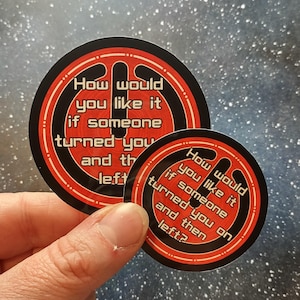 How would
you like it
if someone
turned you
and th
left
How would
you like it
if someone
turned you on
and then
left?